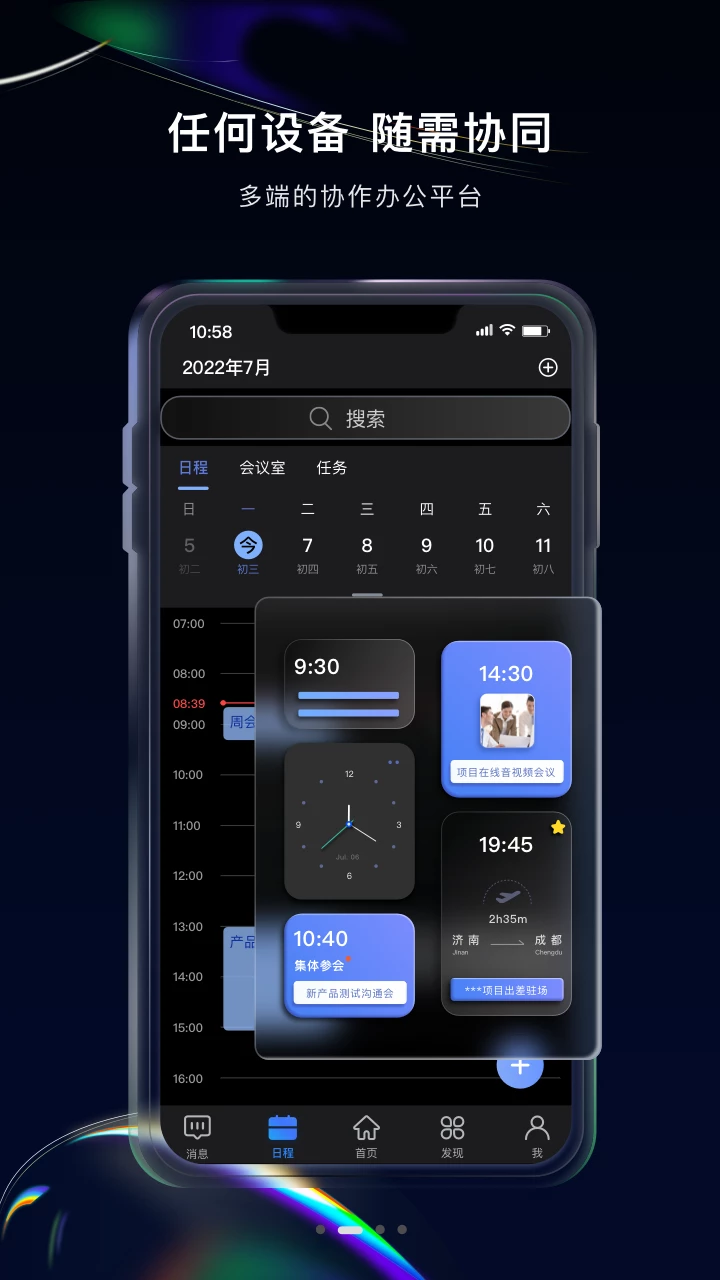 任何设备 随需协同
多端的协作办公平台
10:58
2022年7月
搜索
日程 会议室 任务
日 一 二 三 四 五 六
5 今 7 8 9 10 11
初二 初三 初四 初五 初六 初七 初八
07:00
08:00
08:39
周会
09:00
10:00
11:00
12:00
13:00
产品
14:00
15:00
16:00
9:30
14:30
项目在线音视频会议
12
9 3
Jul. 06
6
19:45
2h35m
济南 成都
Jinan Chengdu
***项目出差驻场
10:40
集体参会
新产品测试沟通会
消息 日程 首页 发现 我